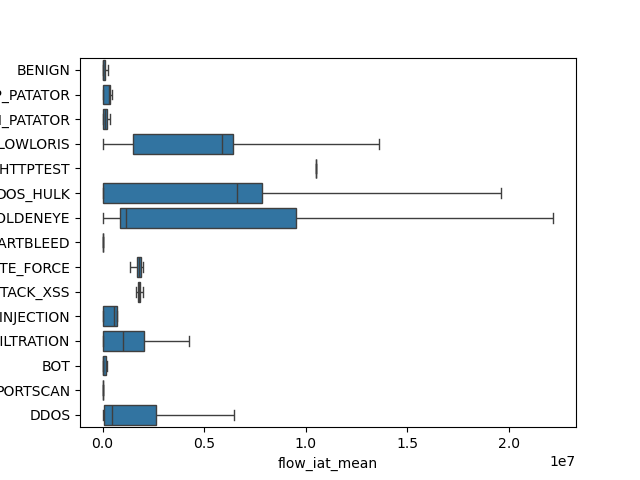 BENIGN
P_PATATOR
I_PATATOR
LOWLORIS
HTTPTEST
DOS_HULK
OLDENEYE
ARTBLEED
TE_FORCE
TACK_XSS
INJECTION
ILTRATION
BOT
PORTSCAN
DDOS
0.0 0.5 1.0 1.5 2.0
flow_iat_mean
1e7